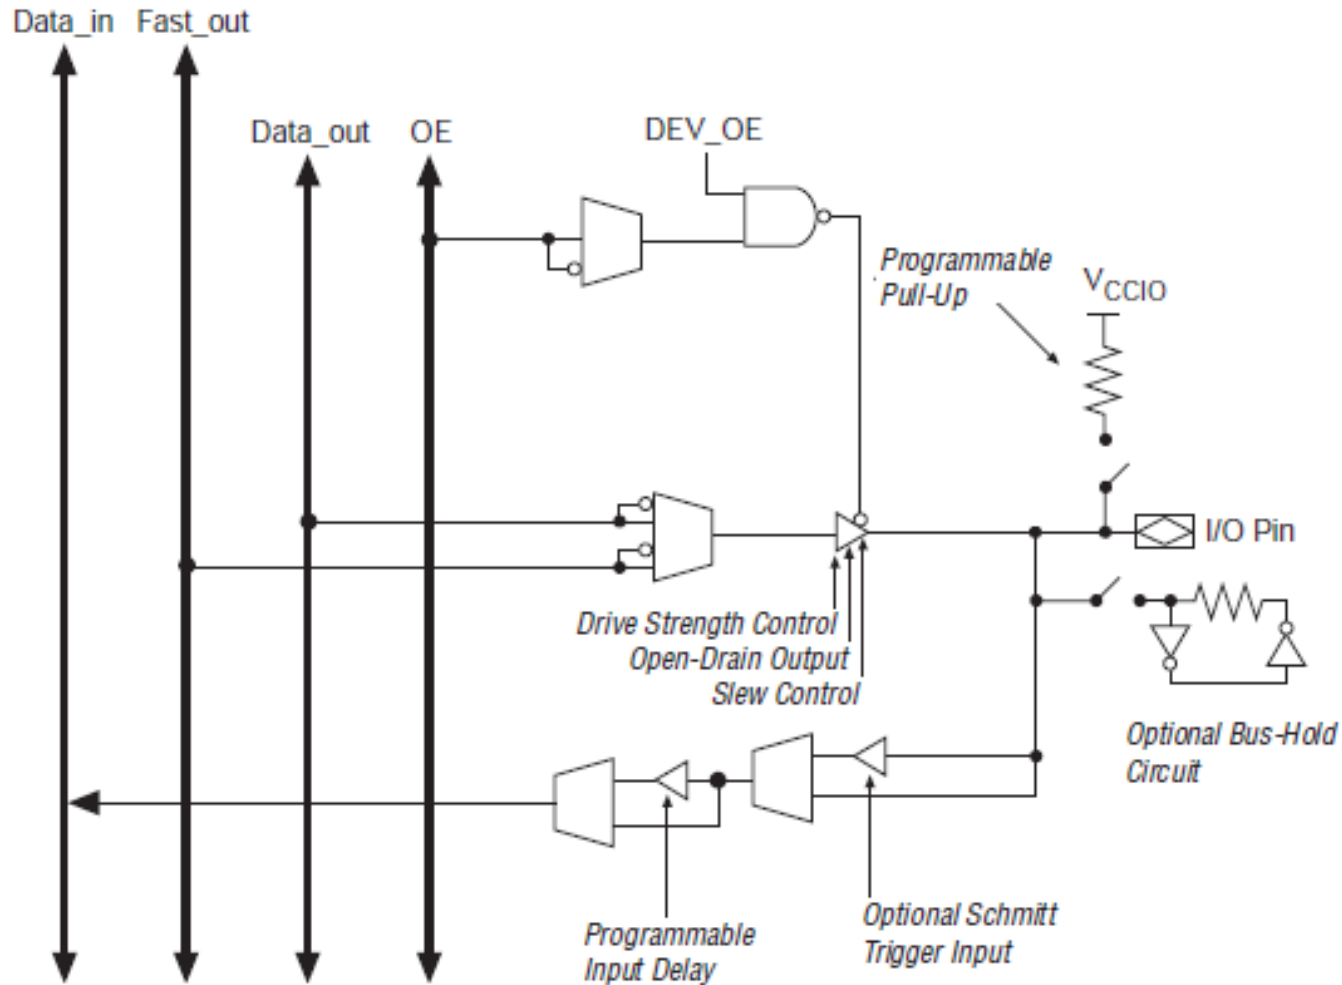 Data_in Fast_out
Data_out OE DEV_OE
Programmable
Pull-Up
VCCIO
I/O Pin
Drive Strength Control
Open-Drain Output
Slew Control
Optional Bus-Hold
Circuit
Optional Schmitt
Trigger Input
Programmable
Input Delay